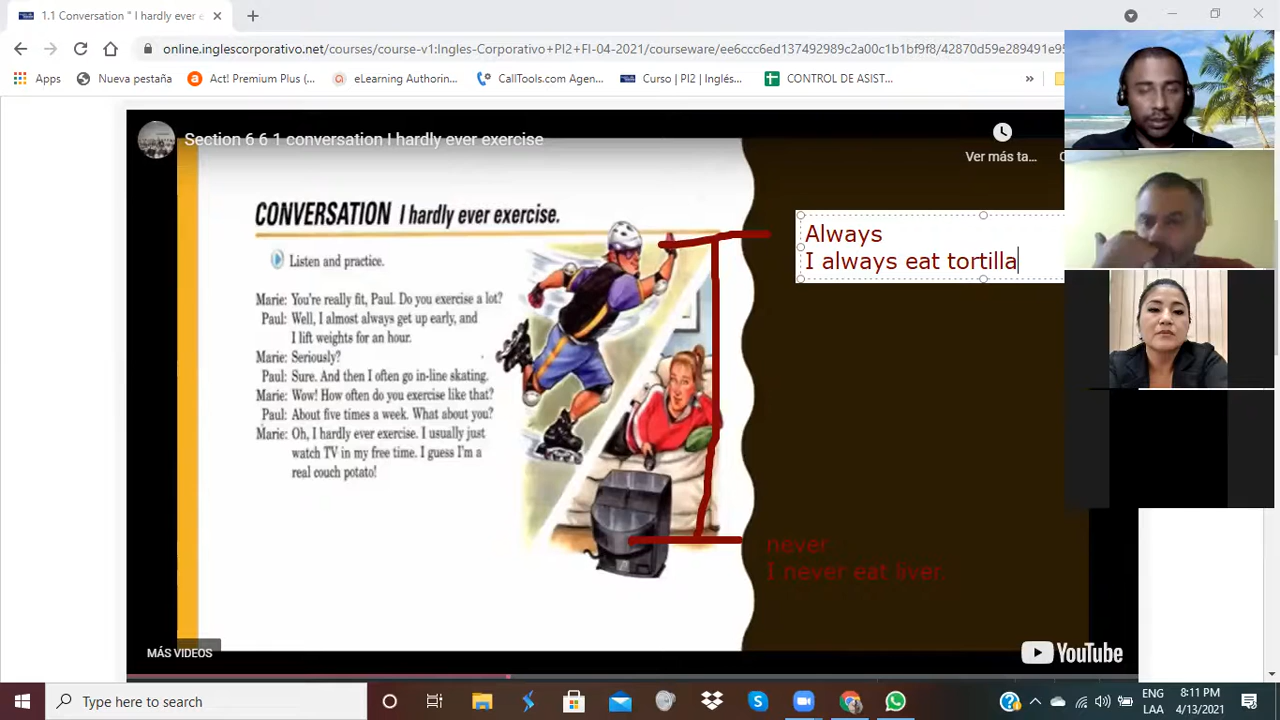 1.1 Conversation " I hardly ever e
online.inglescorporativo.net/courses/course-v1:Ingles-Corporativo+PI2+FI-04-2021/courseware/ee6ccc6ed137492989c2a00c1b1bf9f8/42870d59e289491e9
Apps
Nueva pestaña
Act! Premium Plus (...
eLearning Authorin...
CallTools.com Agen...
Curso | PI2 | Ingles...
CONTROL DE ASIST...
»
Section 6 6 1 conversation I hardly ever exercise
Ver más ta...
CONVERSATION I hardly ever exercise.
Listen and practice.
Marie: You're really fit, Paul. Do you exercise a lot?
Paul: Well, I almost always get up early, and
I lift weights for an hour.
Marie: Seriously?
Paul: Sure. And then I often go in-line skating.
Marie: Wow! How often do you exercise like that?
Paul: About five times a week. What about you?
Marie: Oh, I hardly ever exercise. I usually just
watch TV in my free time. I guess I'm a
real couch potato!
Always
I always eat tortilla
never
I never eat liver.
MÁS VIDEOS
YouTube
Type here to search
ENG
LAA
8:11 PM
4/13/2021